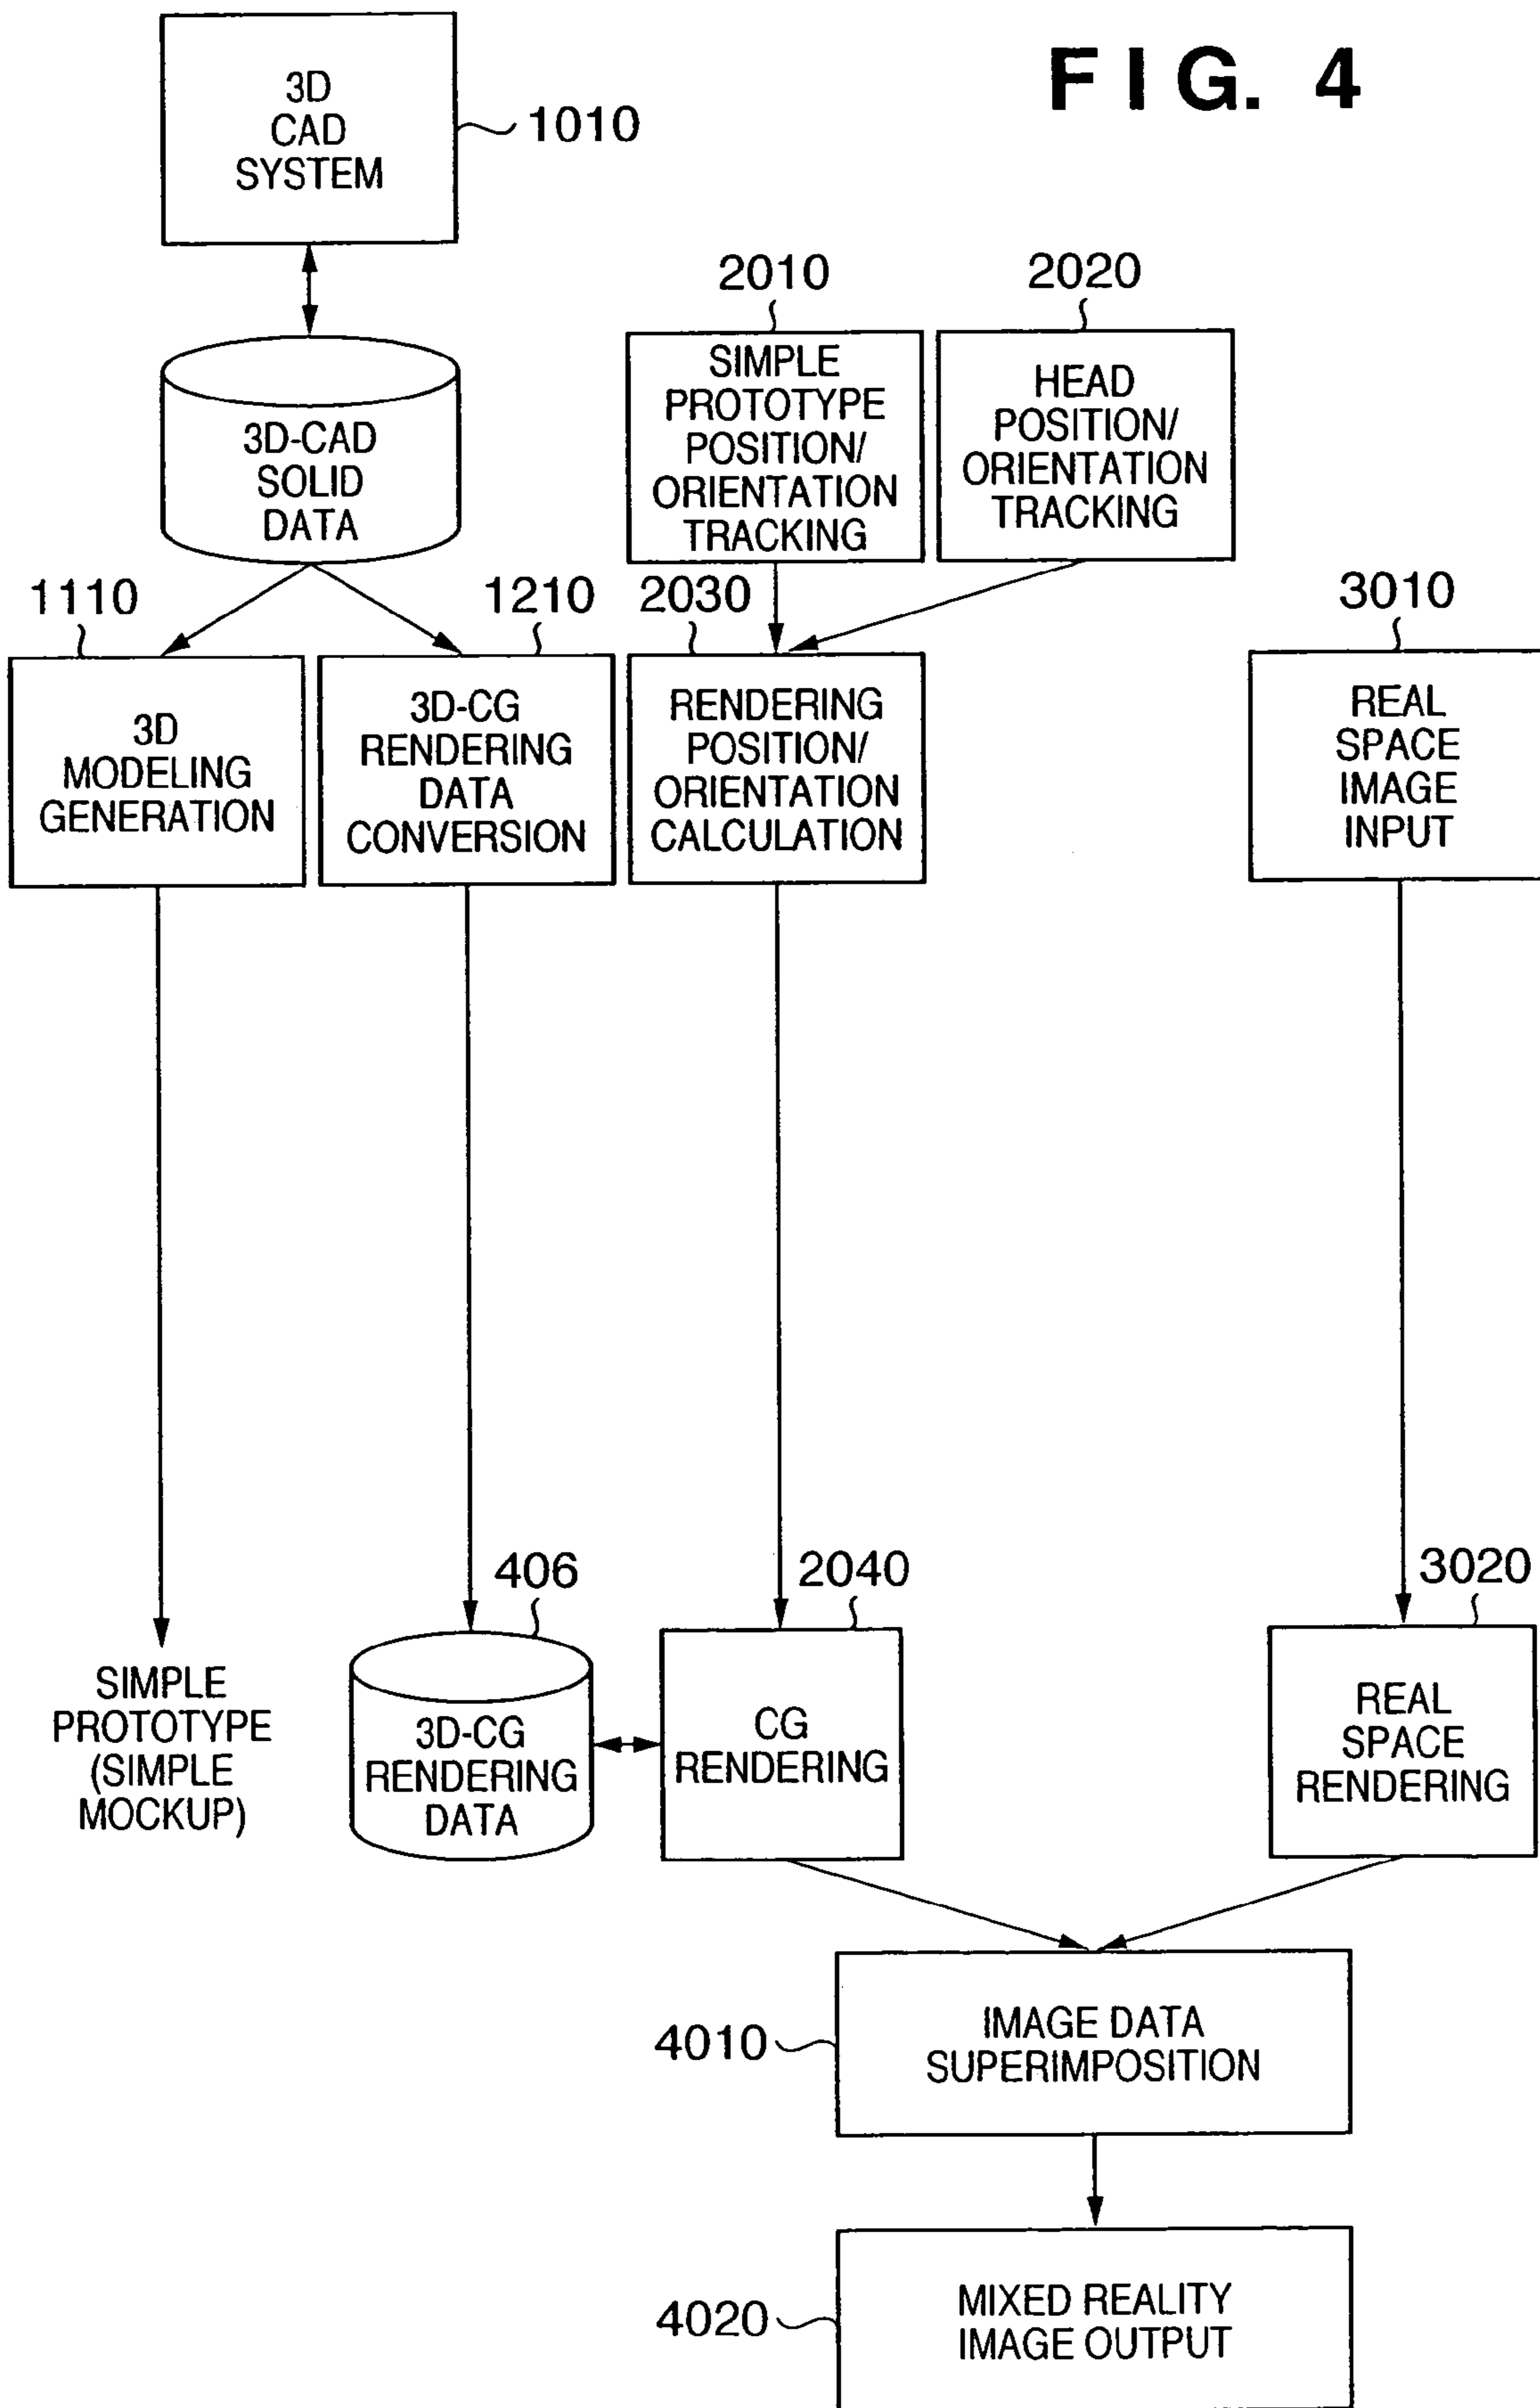 FIG. 4
3D
CAD
SYSTEM
1010
3D-CAD
SOLID
DATA
2010
SIMPLE
PROTOTYPE
POSITION/
ORIENTATION
TRACKING
2020
HEAD
POSITION/
ORIENTATION
TRACKING
1110
3D
MODELING
GENERATION
1210
3D-CG
RENDERING
DATA
CONVERSION
2030
RENDERING
POSITION/
ORIENTATION
CALCULATION
3010
REAL
SPACE
IMAGE
INPUT
SIMPLE
PROTOTYPE
(SIMPLE
MOCKUP)
406
3D-CG
RENDERING
DATA
2040
CG
RENDERING
3020
REAL
SPACE
RENDERING
4010
IMAGE DATA
SUPERIMPOSITION
4020
MIXED REALITY
IMAGE OUTPUT